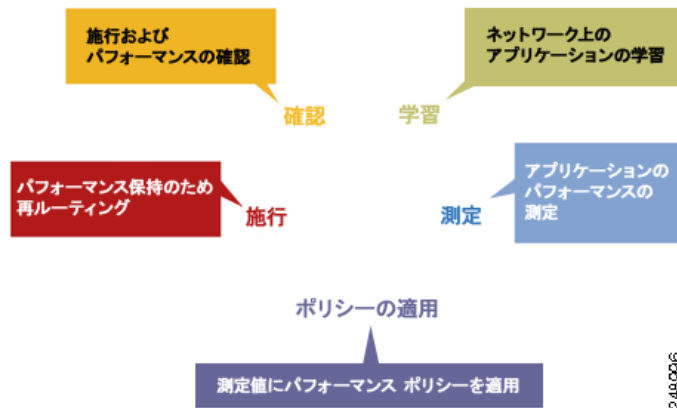 施行および
パフォーマンスの確認
ネットワーク上の
アプリケーションの学習
確認
学習
パフォーマンス保持のため
再ルーティング
アプリケーションの
パフォーマンスの
測定
施行
測定
ポリシーの適用
測定値にパフォーマンス ポリシーを適用